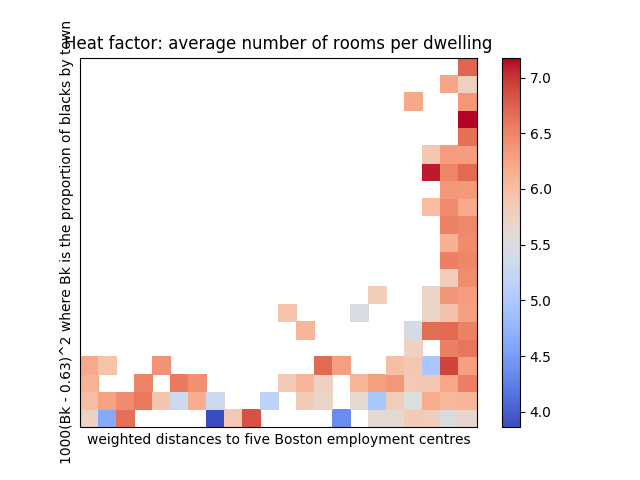 Heat factor: average number of rooms per dwelling
1000(Bk - 0.63)^2 where Bk is the proportion of blacks by town
7.0
6.5
6.0
5.5
5.0
4.5
4.0
weighted distances to five Boston employment centres